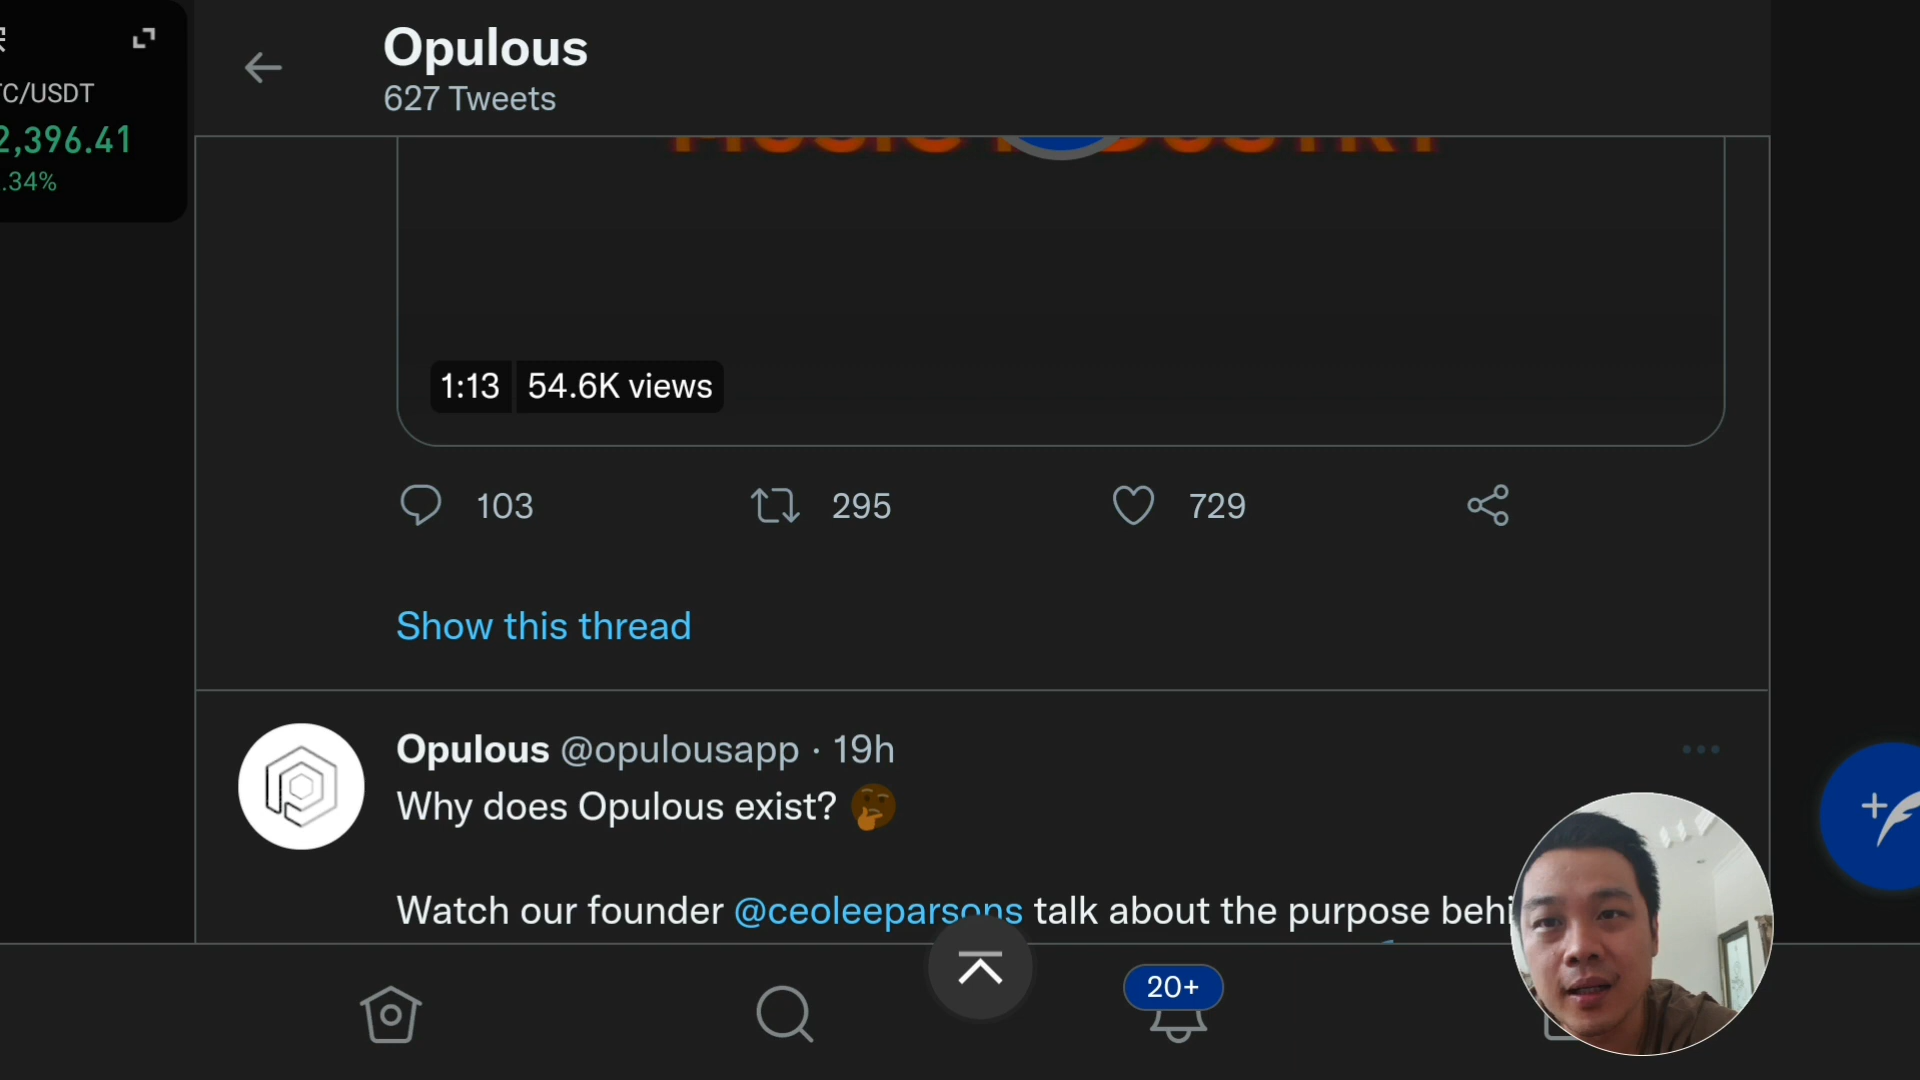 Opulous
627 Tweets
C/USDT
2,396.41
.34%
1:13
54.6K views
103
295
729
Show this thread
Opulous @opulousapp · 19h
Why does Opulous exist? 🤔
Watch our founder @ceoleeparsons talk about the purpose behi
20+